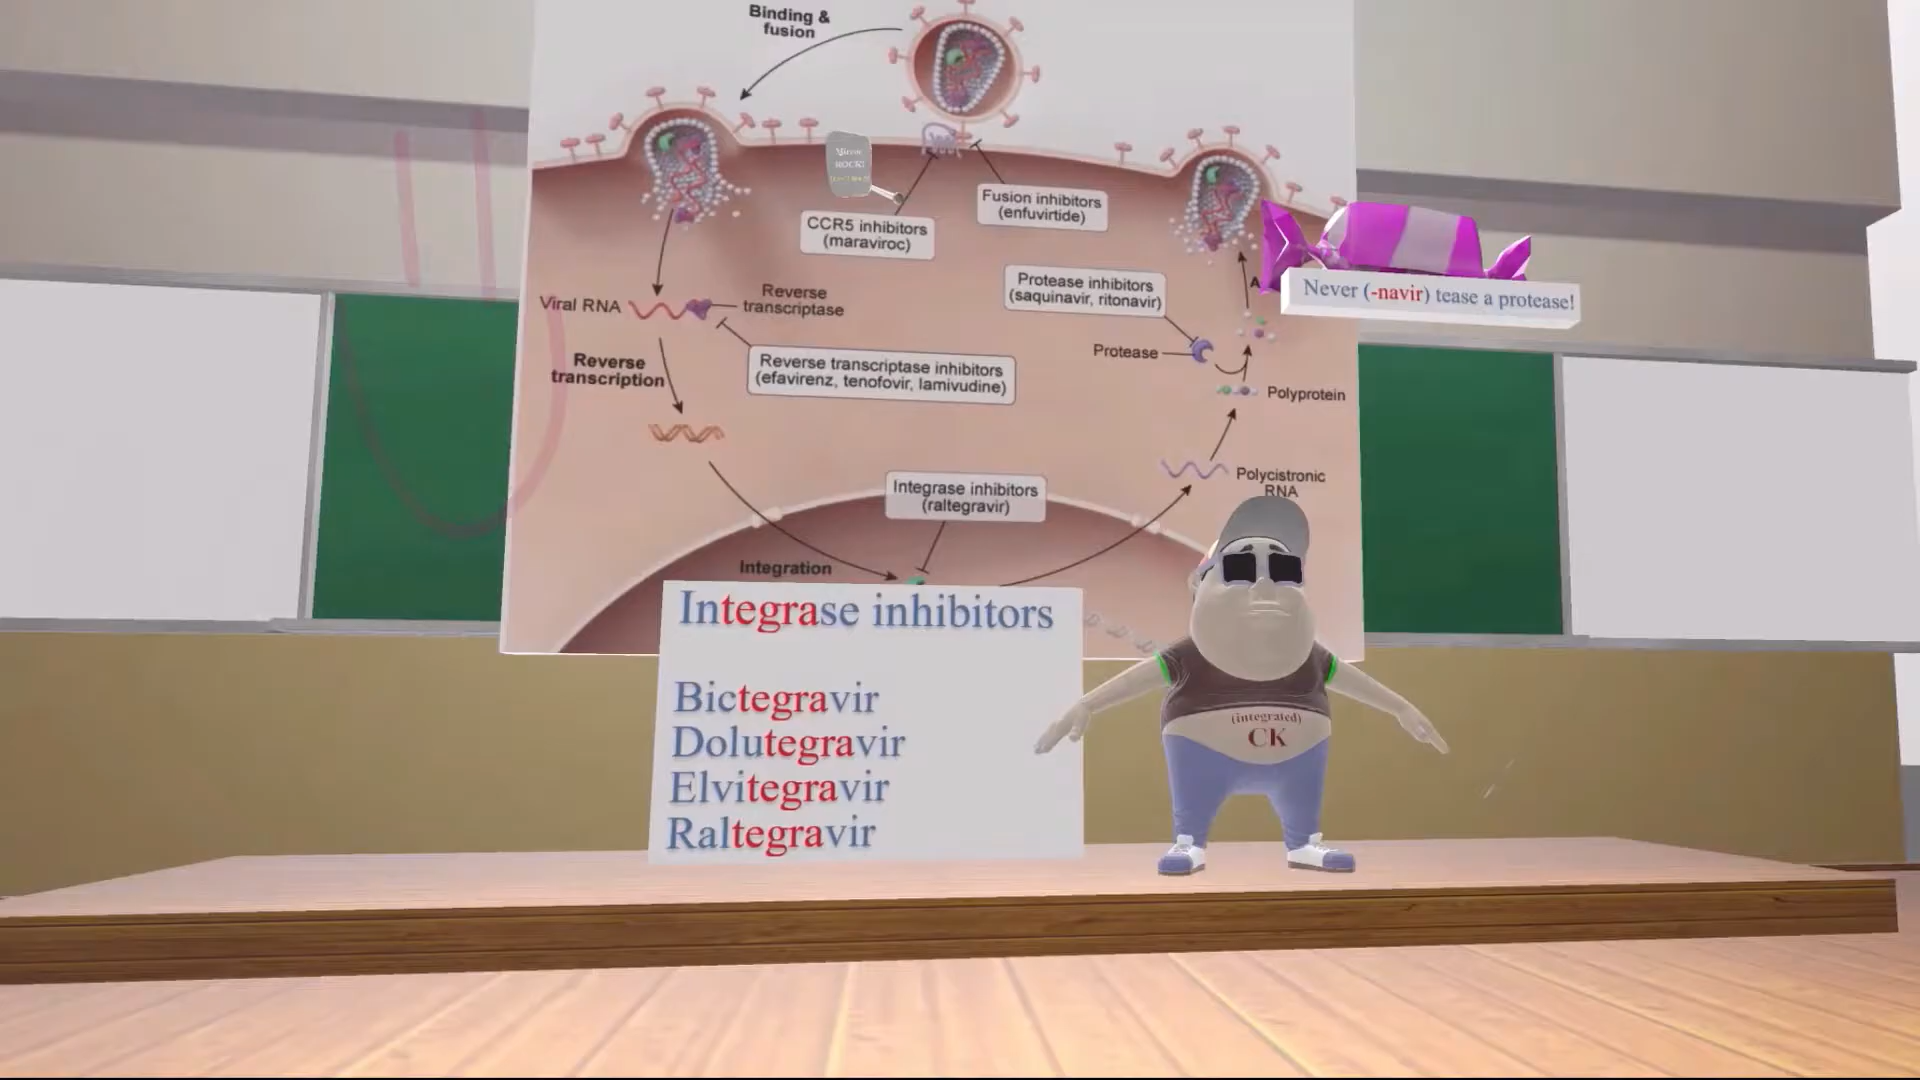 Binding &
fusion
Mirror
ROCK!
CCR5 inhibitors
(maraviroc)
Fusion inhibitors
(enfuvirtide)
Protease inhibitors
(saquinavir, ritonavir)
Never (-navir) tease a protease!
A
Viral RNA
Reverse
transcriptase
Protease
Reverse
transcription
Reverse transcriptase inhibitors
(efavirenz, tenofovir, lamivudine)
Polyprotein
Polycistronic
RNA
Integrase inhibitors
(raltegravir)
Integration
Integrase inhibitors
Bictegravir
Dolutegravir
Elvitegravir
Raltegravir
(integrated)
CK